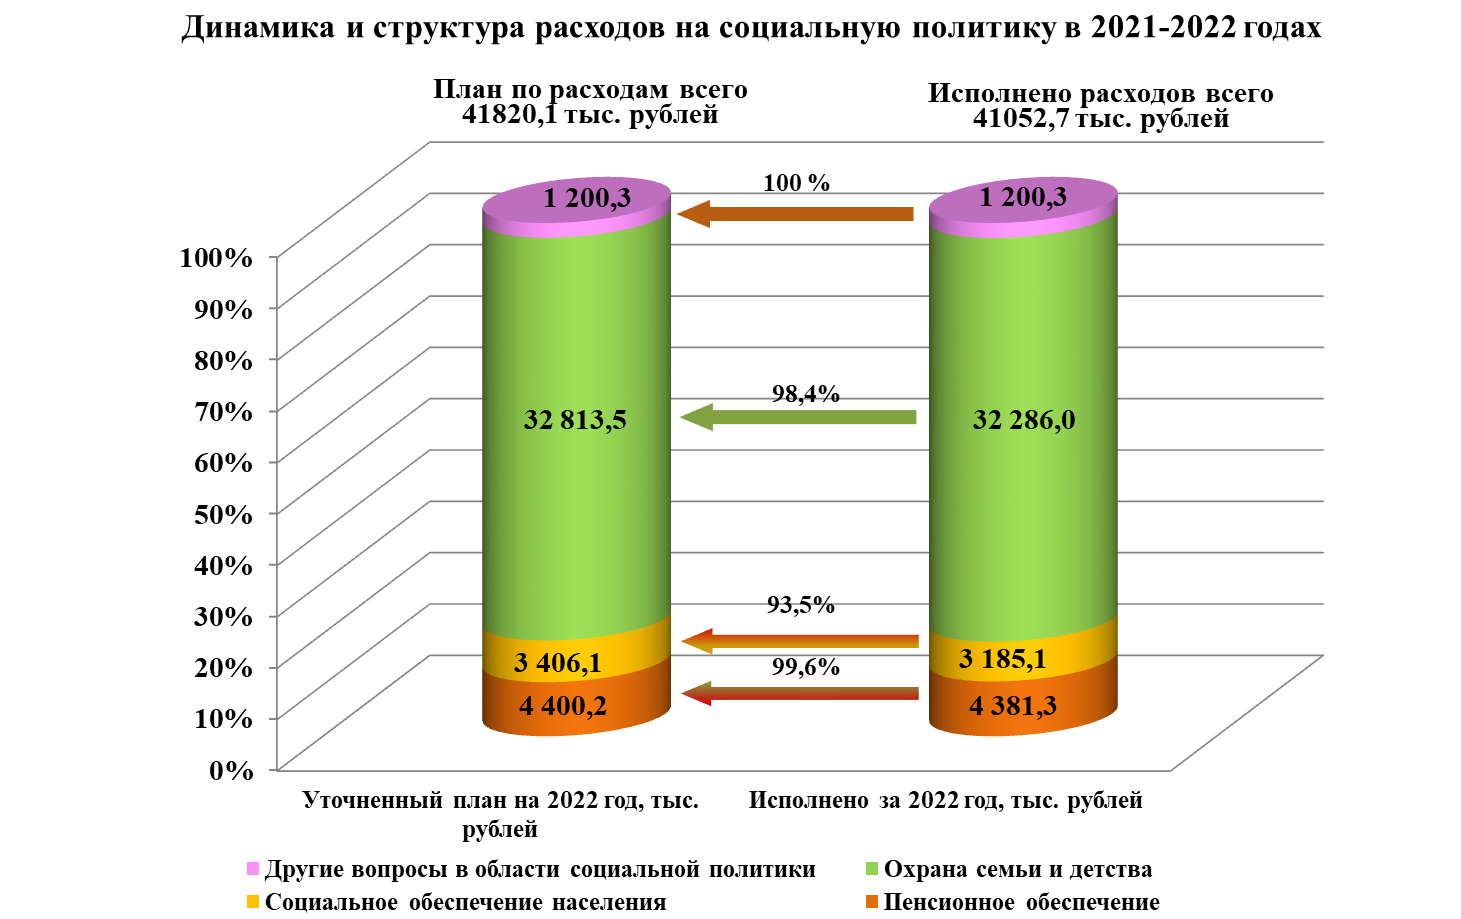 Динамика и структура расходов на социальную политику в 2021-2022 годах
План по расходам всего
41820,1 тыс. рублей
Исполнено расходов всего
41052,7 тыс. рублей
1 200,3
100 %
1 200,3
100%
90%
80%
70%
60%
50%
40%
30%
20%
10%
0%
32 813,5
98,4%
32 286,0
93,5%
3 406,1
3 185,1
99,6%
4 400,2
4 381,3
Уточненный план на 2022 год, тыс.
рублей
Исполнено за 2022 год, тыс. рублей
Другие вопросы в области социальной политики
Охрана семьи и детства
Социальное обеспечение населения
Пенсионное обеспечение